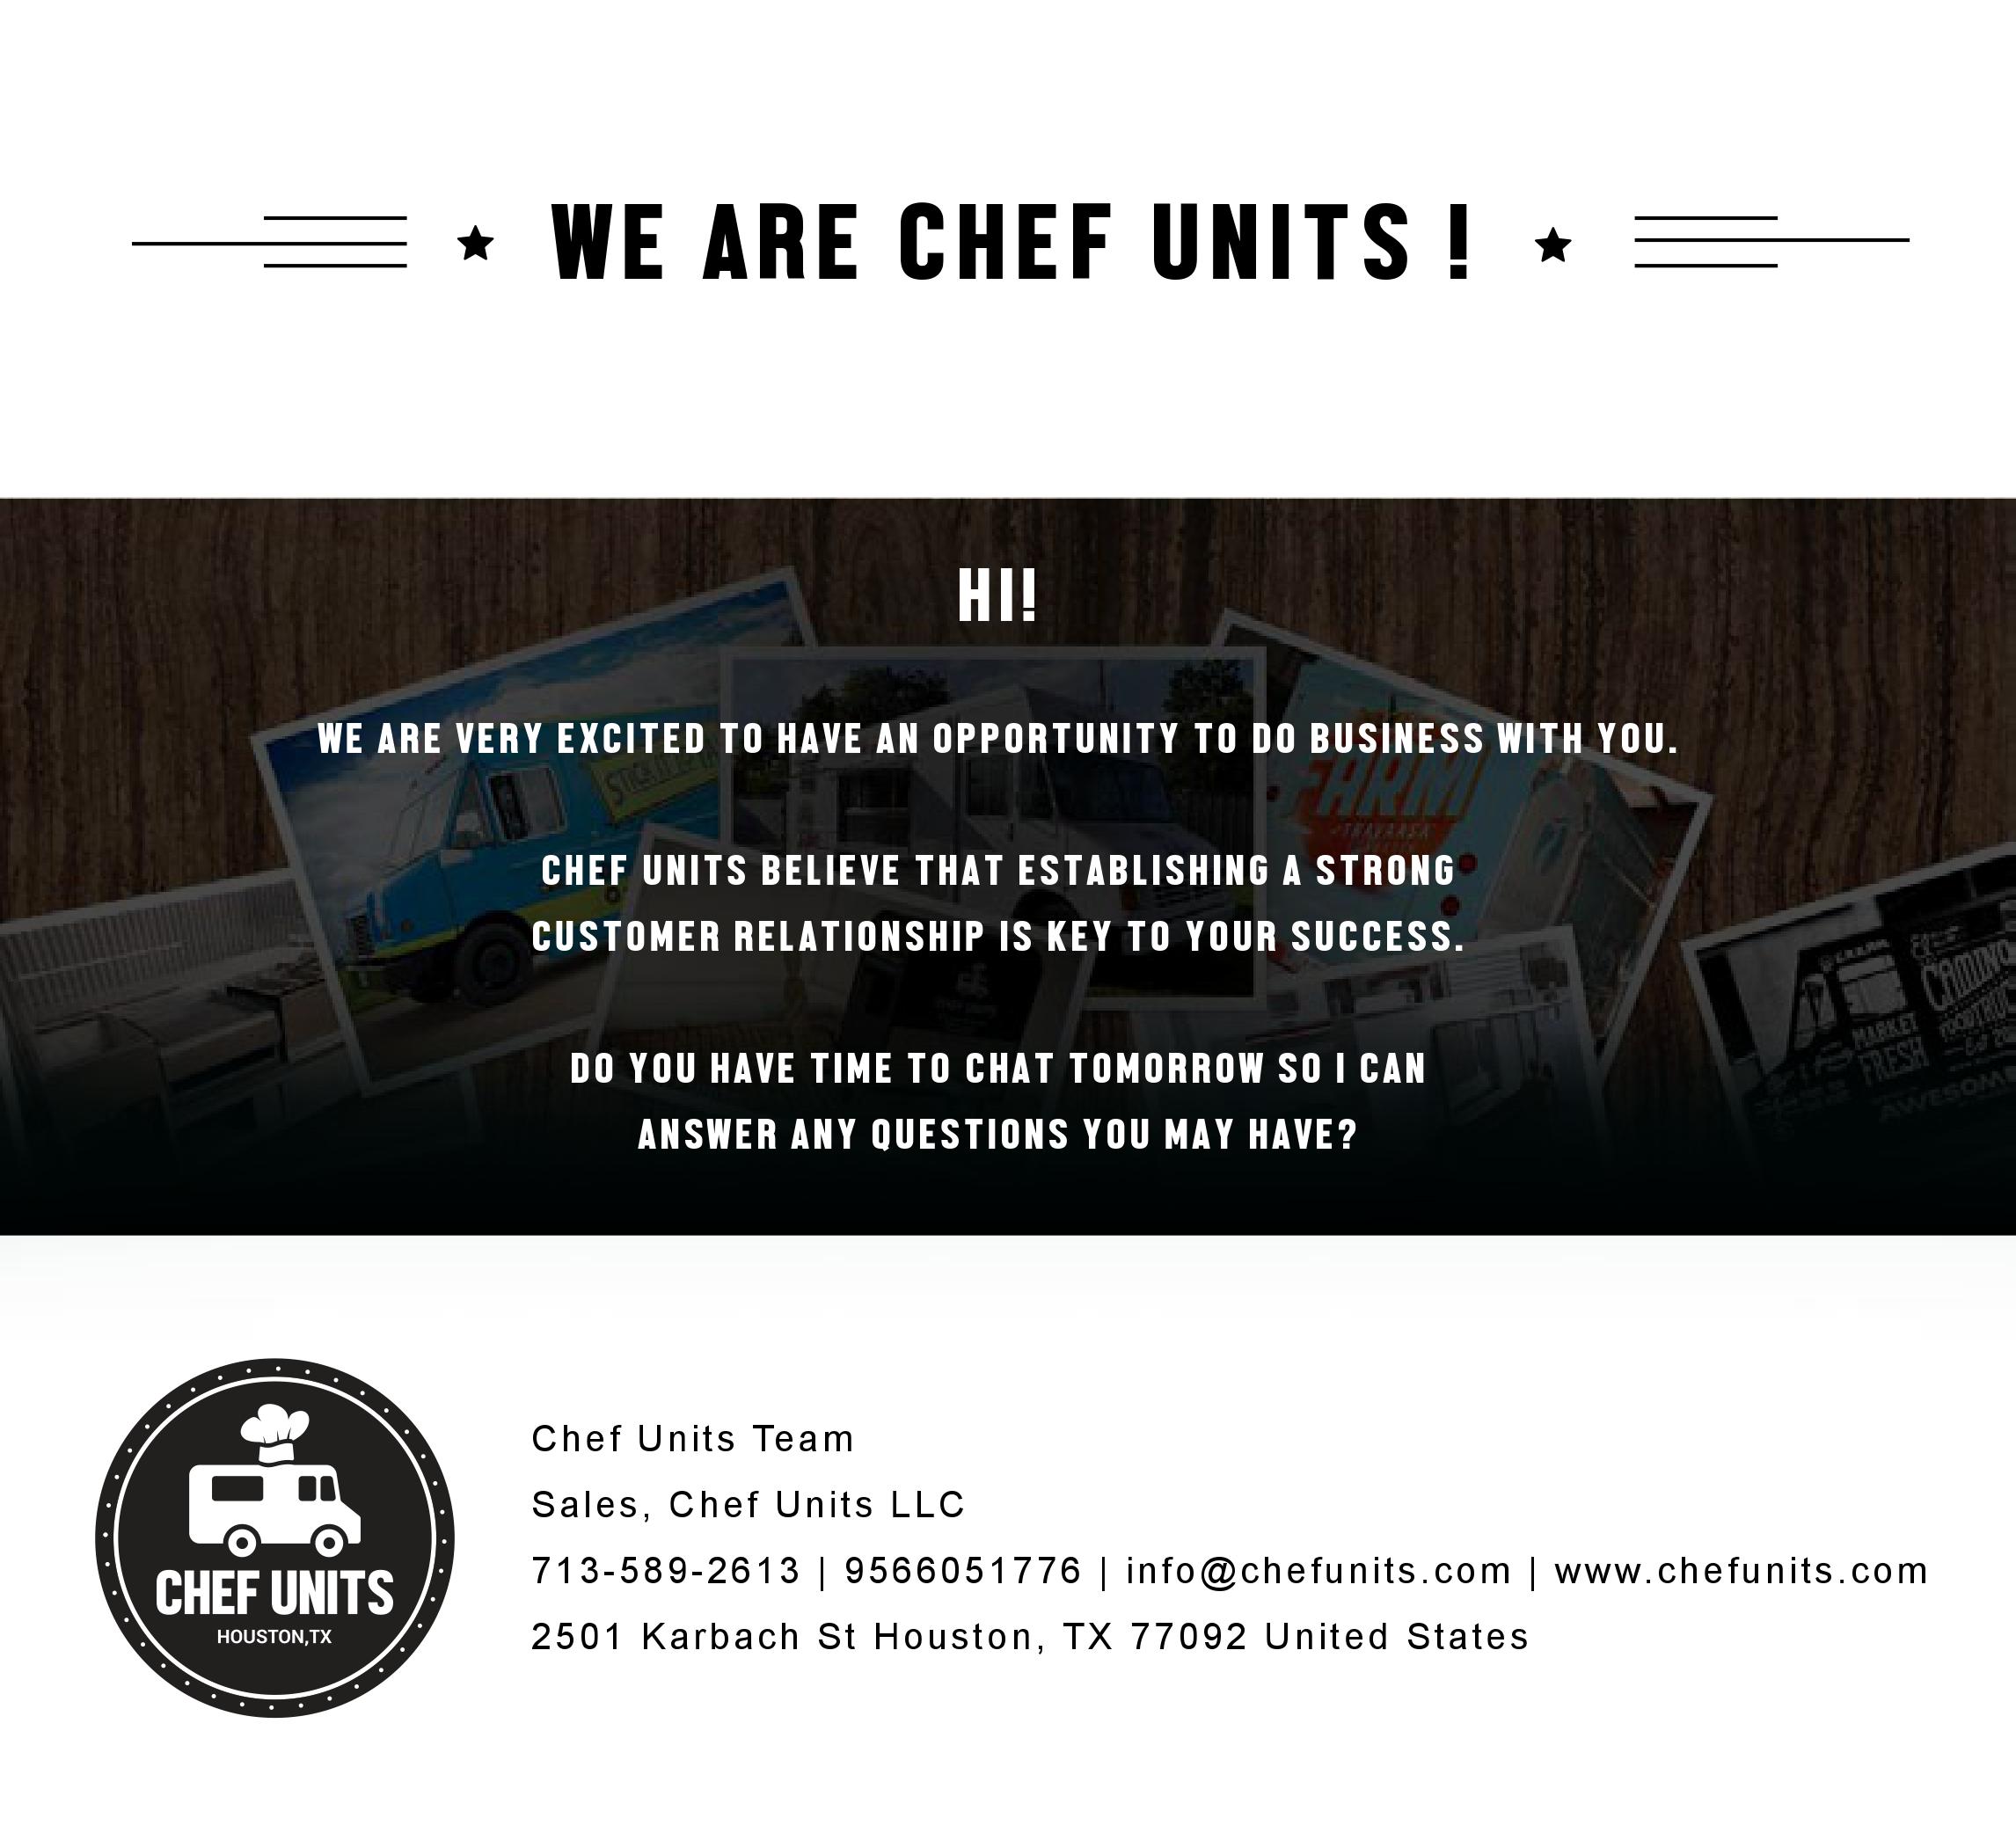 WE ARE CHEF UNITS !
HI!
WE ARE VERY EXCITED TO HAVE AN OPPORTUNITY TO DO BUSINESS WITH YOU.
FARM
CHEF UNITS BELIEVE THAT ESTABLISHING A STRONG
CUSTOMER RELATIONSHIP IS KEY TO YOUR SUCCESS.
MARKET
FRESH
DO YOU HAVE TIME TO CHAT TOMORROW SO I CAN
ANSWER ANY QUESTIONS YOU MAY HAVE?
CHEF UNITS
HOUSTON,TX
Chef Units Team
Sales, Chef Units LLC
713-589-2613 | 9566051776 | info@chefunits.com | www.chefunits.com
2501 Karbach St Houston, TX 77092 United States